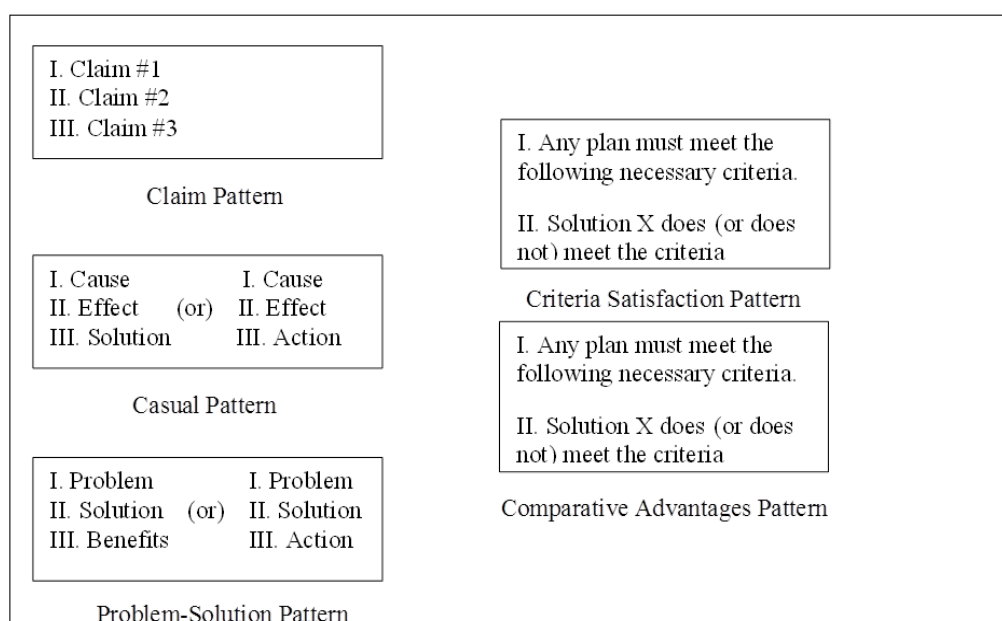 I. Claim #1
II. Claim #2
III. Claim #3
Claim Pattern
I. Cause I. Cause
II. Effect (or) II. Effect
III. Solution III. Action
Casual Pattern
I. Problem I. Problem
II. Solution (or) II. Solution
III. Benefits III. Action
Problem-Solution Pattern
I. Any plan must meet the
following necessary criteria.
II. Solution X does (or does
not) meet the criteria
Criteria Satisfaction Pattern
I. Any plan must meet the
following necessary criteria.
II. Solution X does (or does
not) meet the criteria
Comparative Advantages Pattern